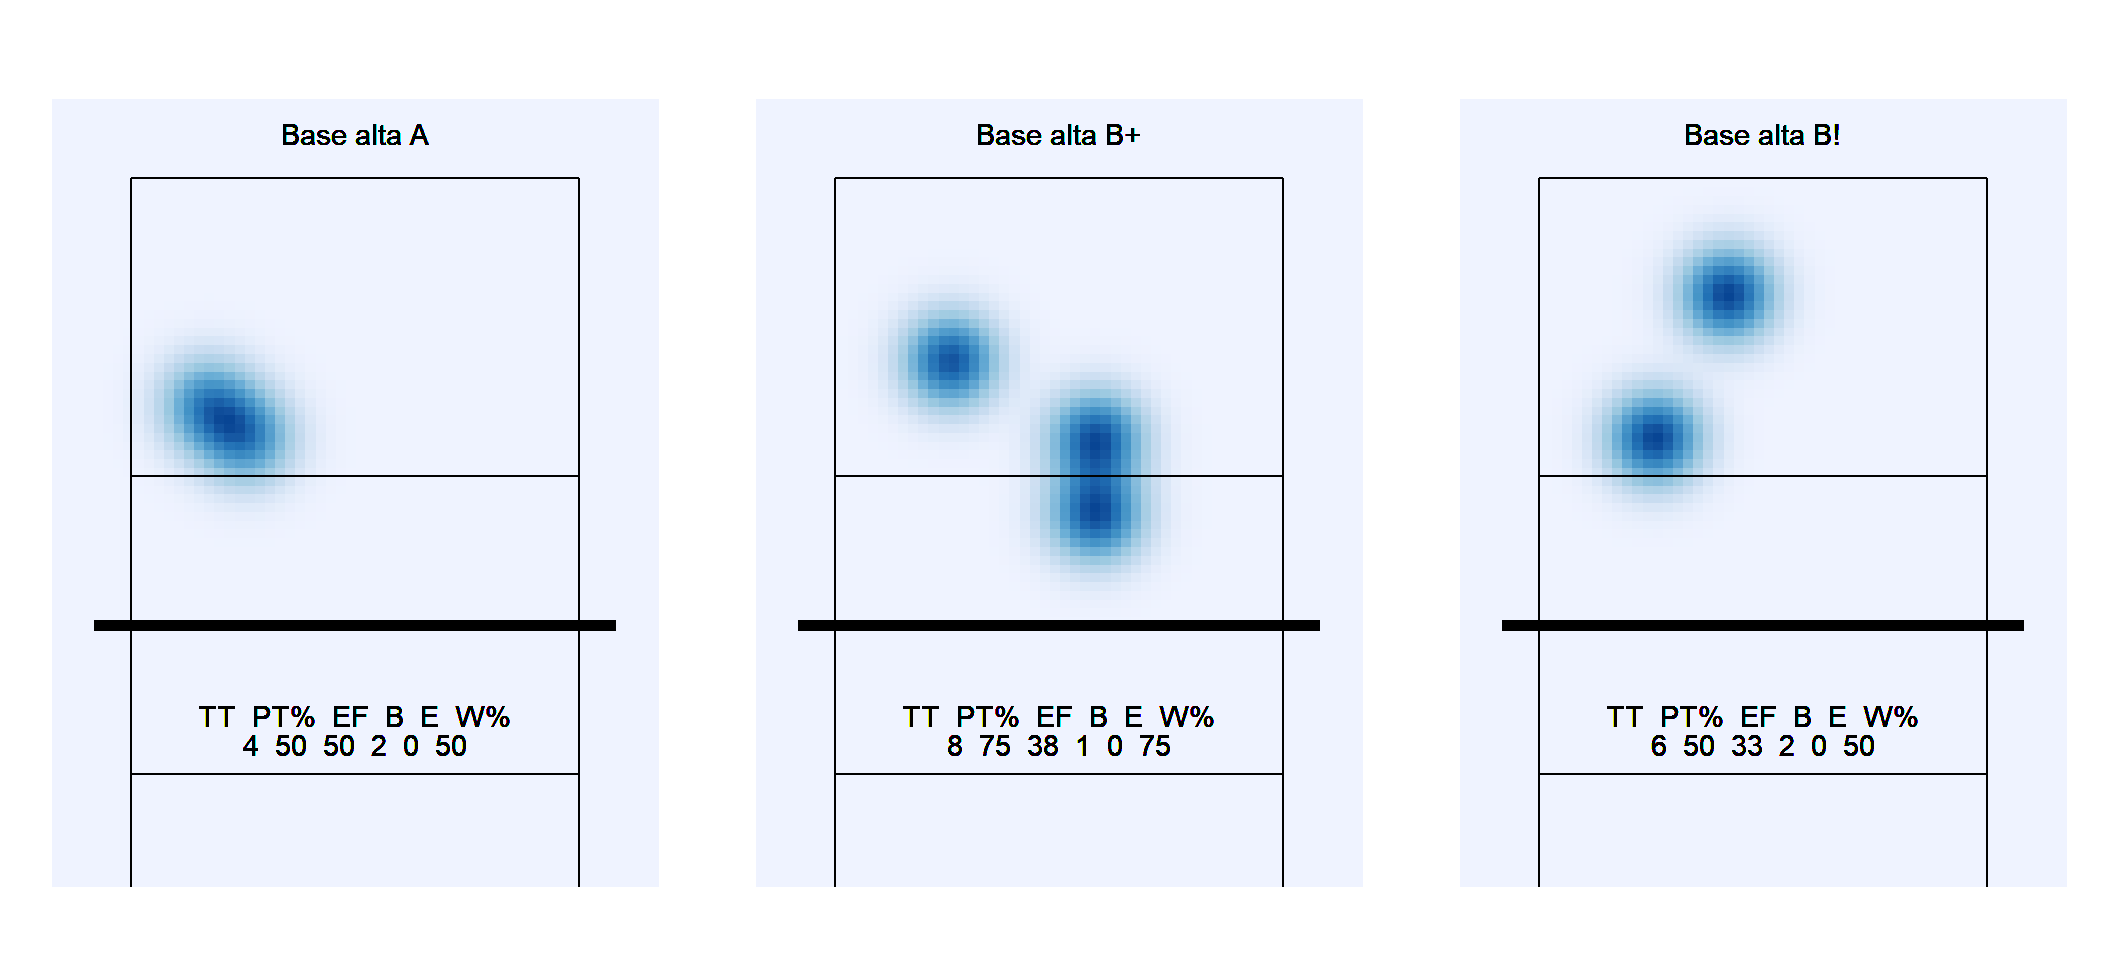 Base alta A
TT PT% EF B E W%
4 50 50 2 0 50
Base alta B+
TT PT% EF B E W%
8 75 38 1 0 75
Base alta B!
TT PT% EF B E W%
6 50 33 2 0 50